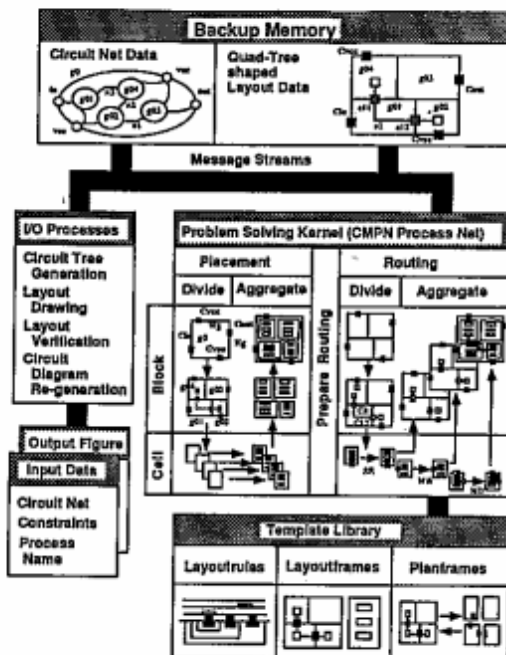 Backup Memory
Circuit Net Data
Quad-Tree
shaped
Layout Data
Message Streams
I/O Processes
Circuit Tree
Generation
Layout
Drawing
Layout
Verification
Circuit
Diagram
Re-generation
Output Figure
Input Data
Circuit Net
Constraints
Process
Name
Problem Solving Kernel (CMPN Process Net)
Placement
Routing
Divide
Aggregate
Divide
Aggregate
Block
Cell
Prepare Routing
Template Library
Layoutrules
Layoutframes
Planframes